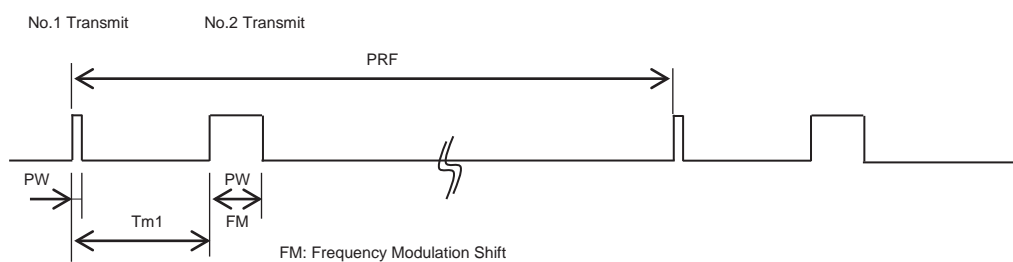 No.1 Transmit
No.2 Transmit
PRF
PW
PW
FM
Tm1
FM: Frequency Modulation Shift